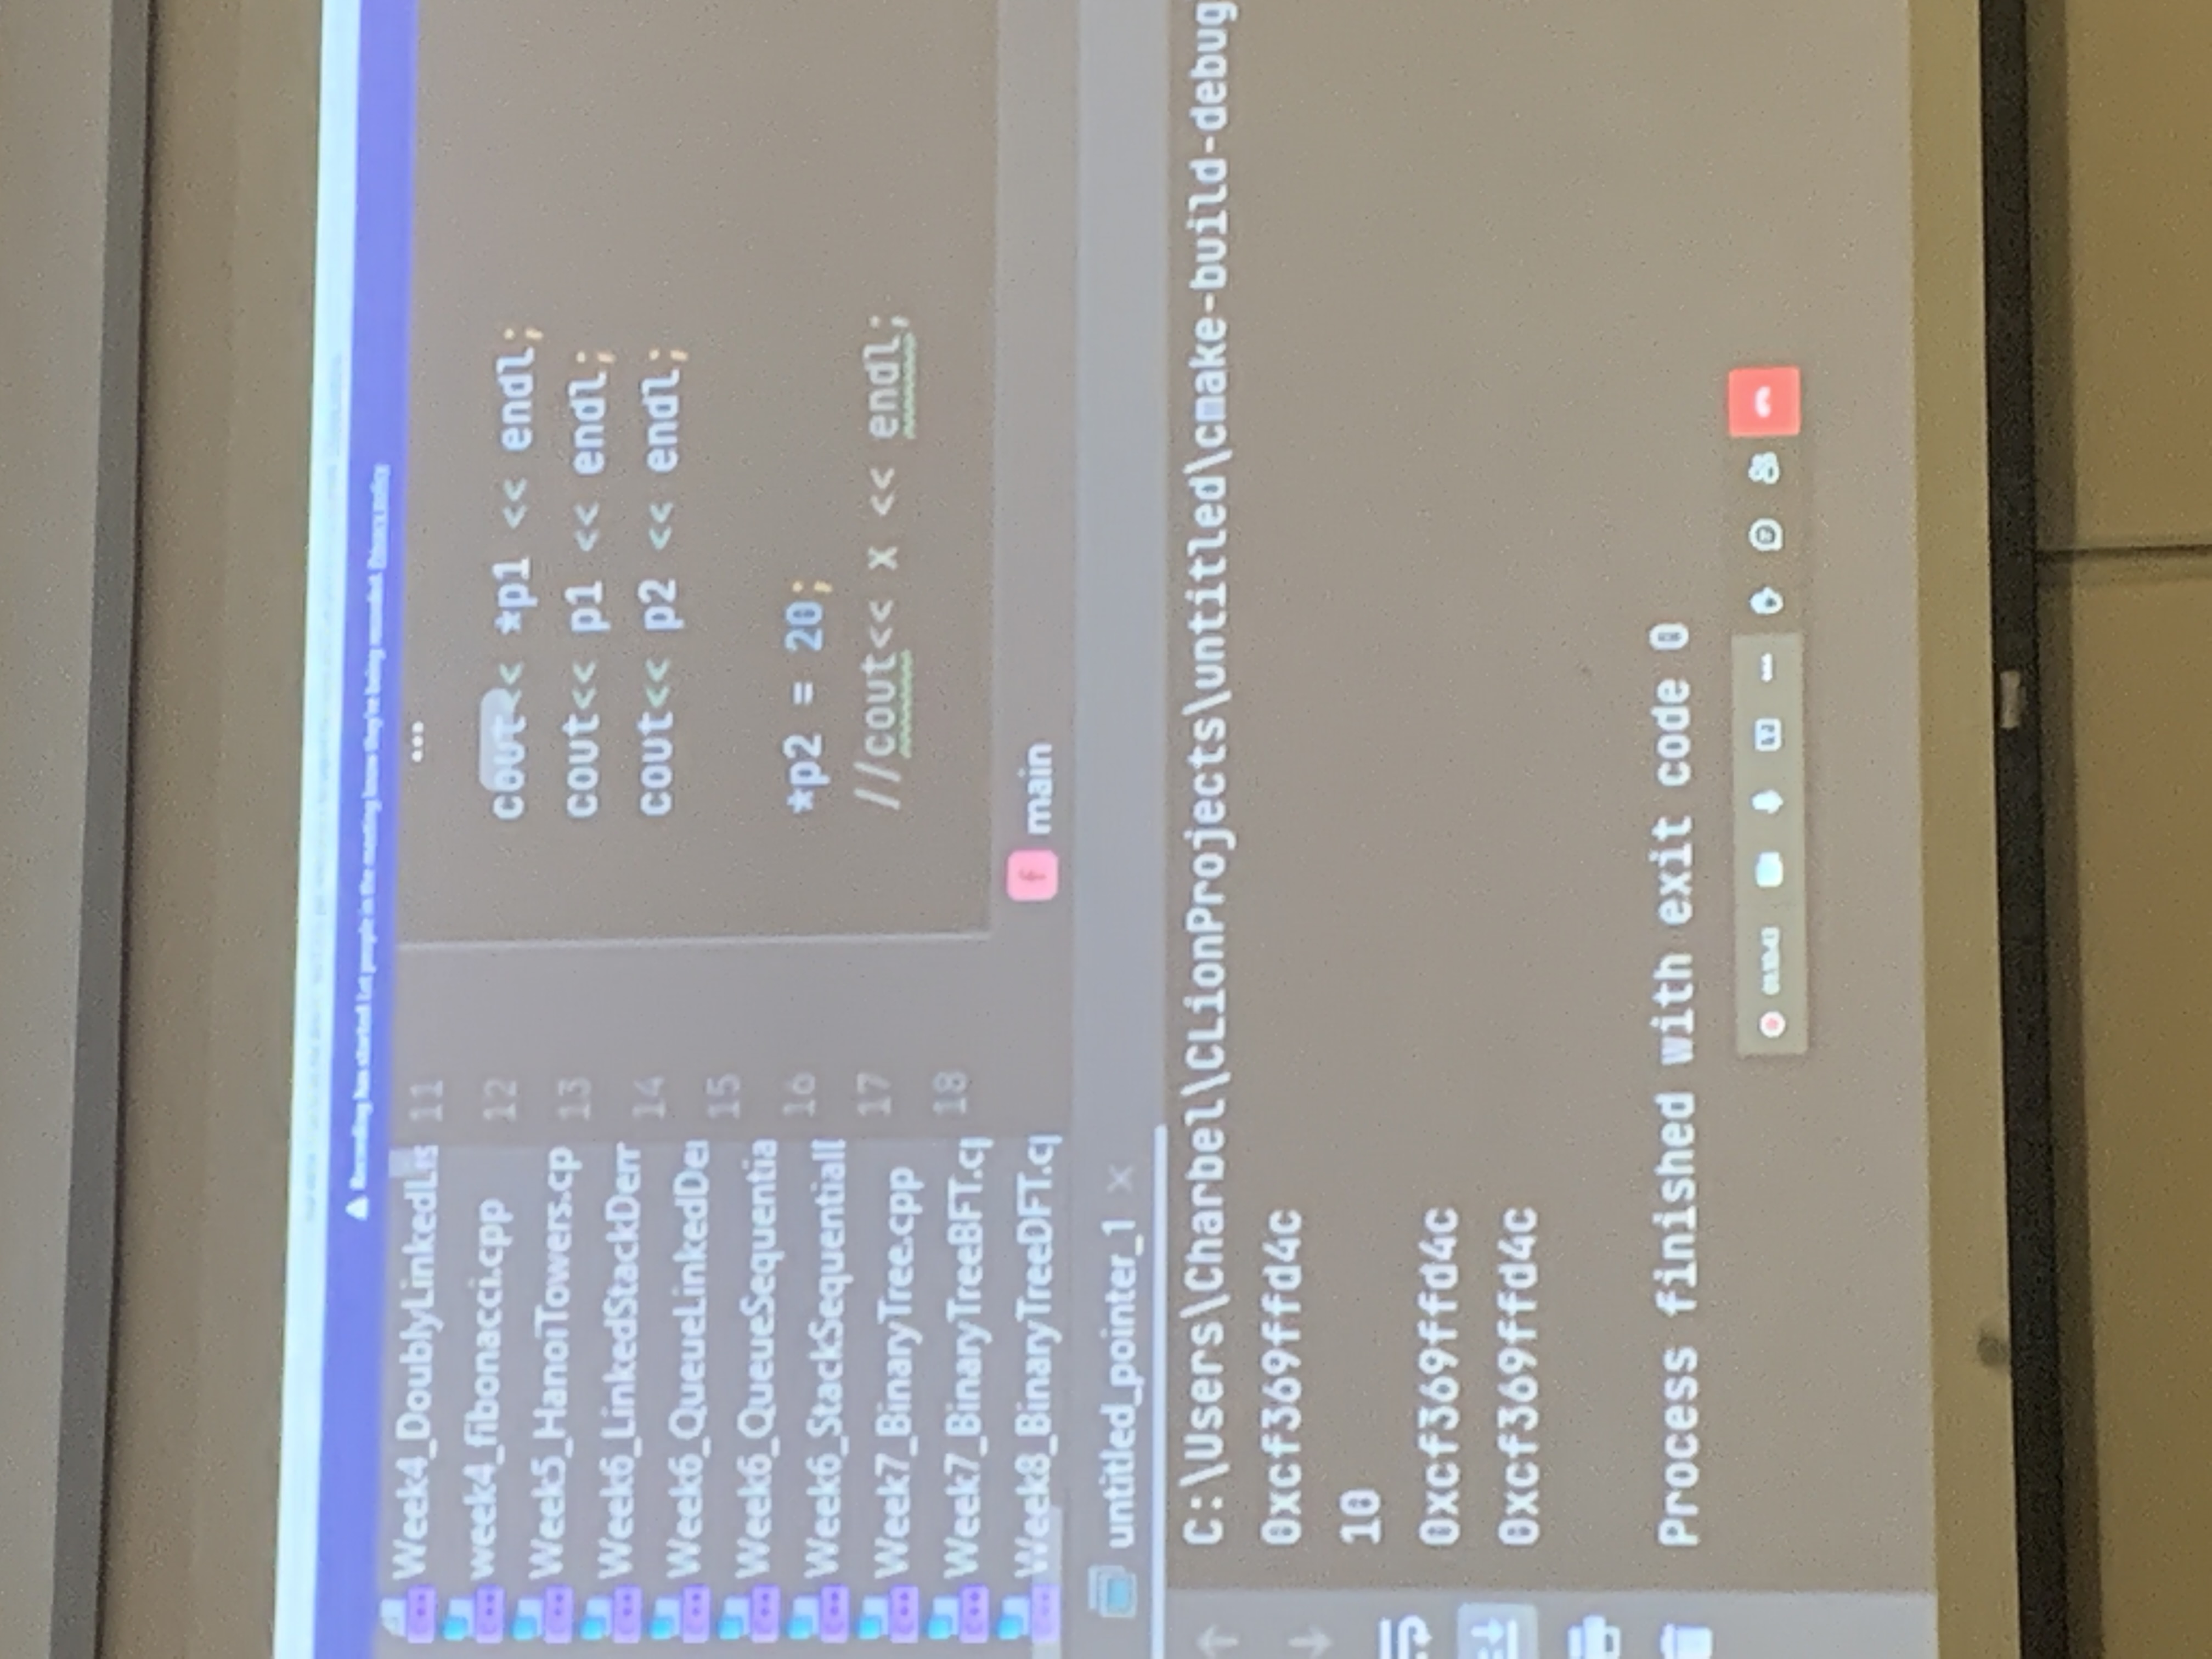 Recording has started. Let people in the meeting know they're being recorded. Privacy policy
Week4_DoublyLinkedLis
week4_fibonacci.cpp
Week5_HanoiTowers.cp
Week6_LinkedStackDem
Week6_QueueLinkedDe
Week6_QueueSequentia
Week6_StackSequentiall
Week7_BinaryTree.cpp
Week7_BinaryTreeBFT.cp
Week8_BinaryTreeDFT.cp
11
12 cout<< *p1 << endl;
13 cout<< p1 << endl;
14 cout<< p2 << endl;
15
16 *p2 = 20;
17 //cout<< x << endl;
18
f main
untitled_pointer_1 ×
C:\Users\Charbel\CLionProjects\untitled\cmake-build-debug
0xcf369ffd4c
10
0xcf369ffd4c
0xcf369ffd4c
Process finished with exit code 0